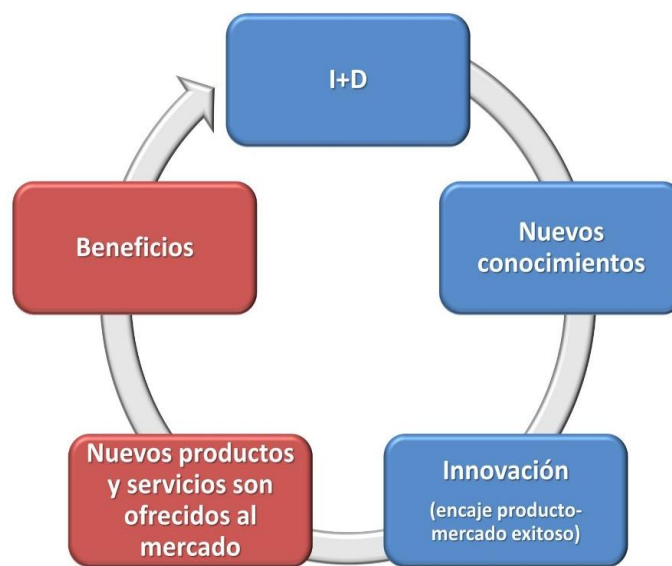 I+D
Nuevos
conocimientos
Innovación
(encaje producto-
mercado exitoso)
Nuevos productos
y servicios son
ofrecidos al
mercado
Beneficios